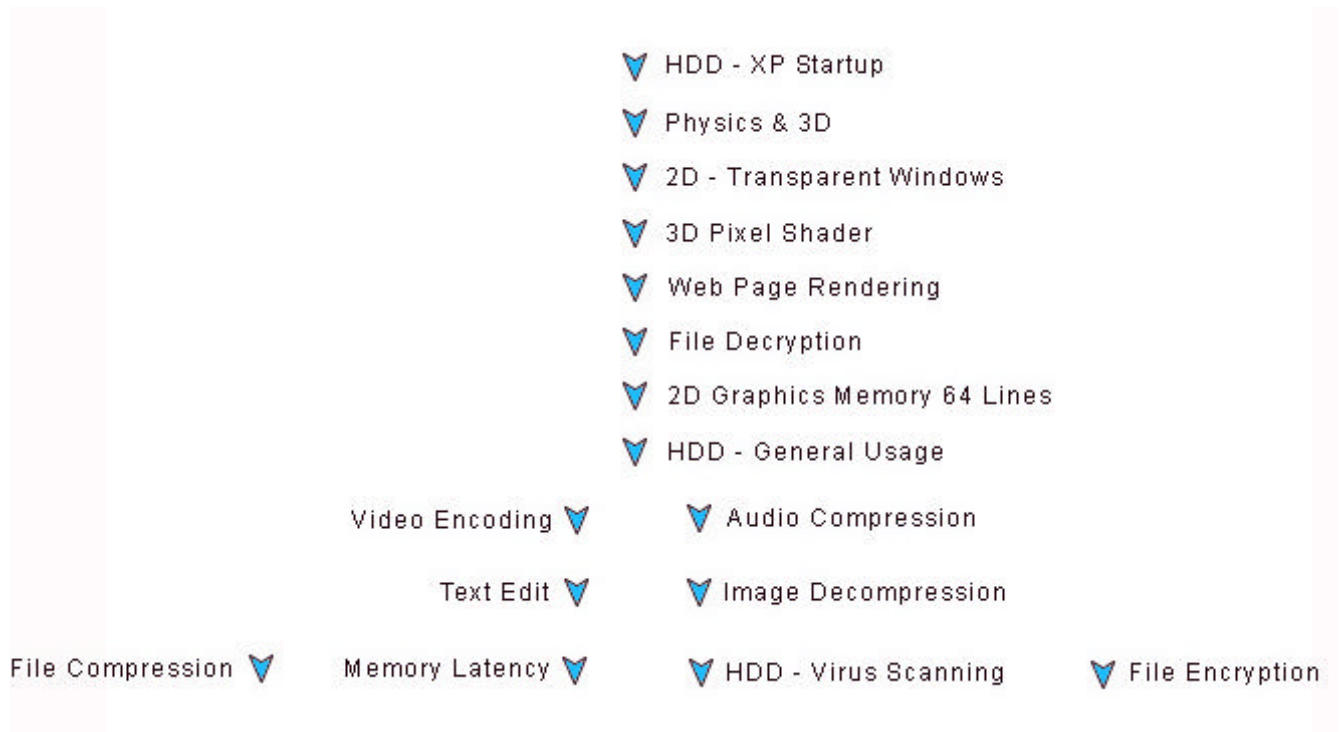 HDD - XP Startup
Physics & 3D
2D - Transparent Windows
3D Pixel Shader
Web Page Rendering
File Decryption
2D Graphics Memory 64 Lines
HDD - General Usage
Video Encoding Audio Compression
Text Edit Image Decompression
File Compression Memory Latency HDD - Virus Scanning File Encryption